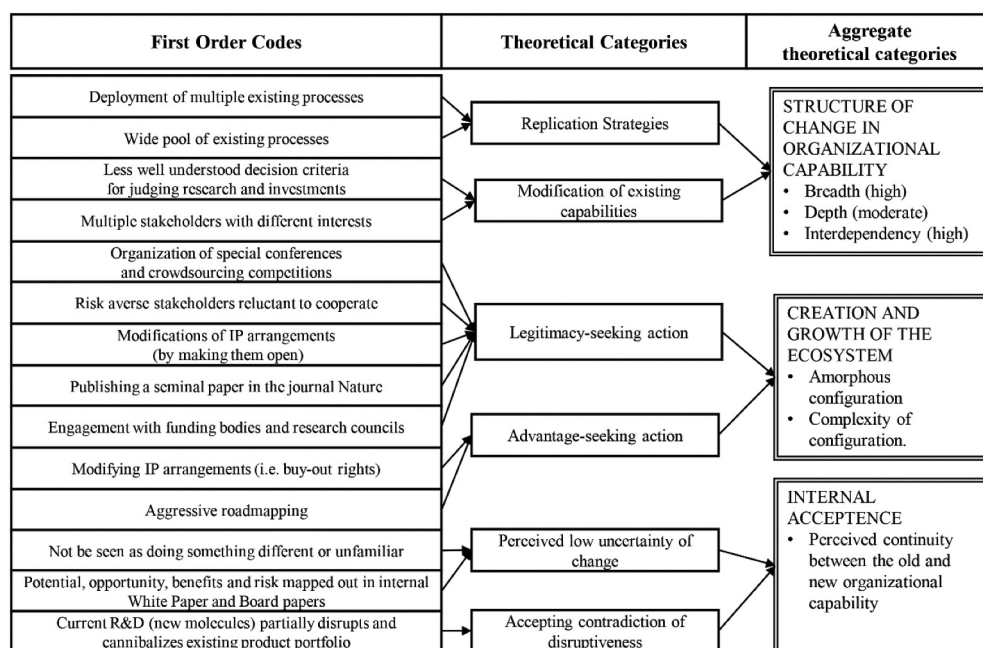 First Order Codes
Theoretical Categories
Aggregate
theoretical categories
Deployment of multiple existing processes
Wide pool of existing processes
Less well understood decision criteria
for judging research and investments
Multiple stakeholders with different interests
Organization of special conferences
and crowdsourcing competitions
Risk averse stakeholders reluctant to cooperate
Modifications of IP arrangements
(by making them open)
Publishing a seminal paper in the journal Nature
Engagement with funding bodies and research councils
Modifying IP arrangements (i.e. buy-out rights)
Aggressive roadmapping
Not be seen as doing something different or unfamiliar
Potential, opportunity, benefits and risk mapped out in internal
White Paper and Board papers
Current R&D (new molecules) partially disrupts and
cannibalizes existing product portfolio
Replication Strategies
Modification of existing
capabilities
Legitimacy-seeking action
Advantage-seeking action
Perceived low uncertainty of
change
Accepting contradiction of
disruptiveness
STRUCTURE OF
CHANGE IN
ORGANIZATIONAL
CAPABILITY
• Breadth (high)
• Depth (moderate)
• Interdependency (high)
CREATION AND
GROWTH OF THE
ECOSYSTEM
• Amorphous
configuration
• Complexity of
configuration.
INTERNAL
ACCEPTENCE
• Perceived continuity
between the old and
new organizational
capability